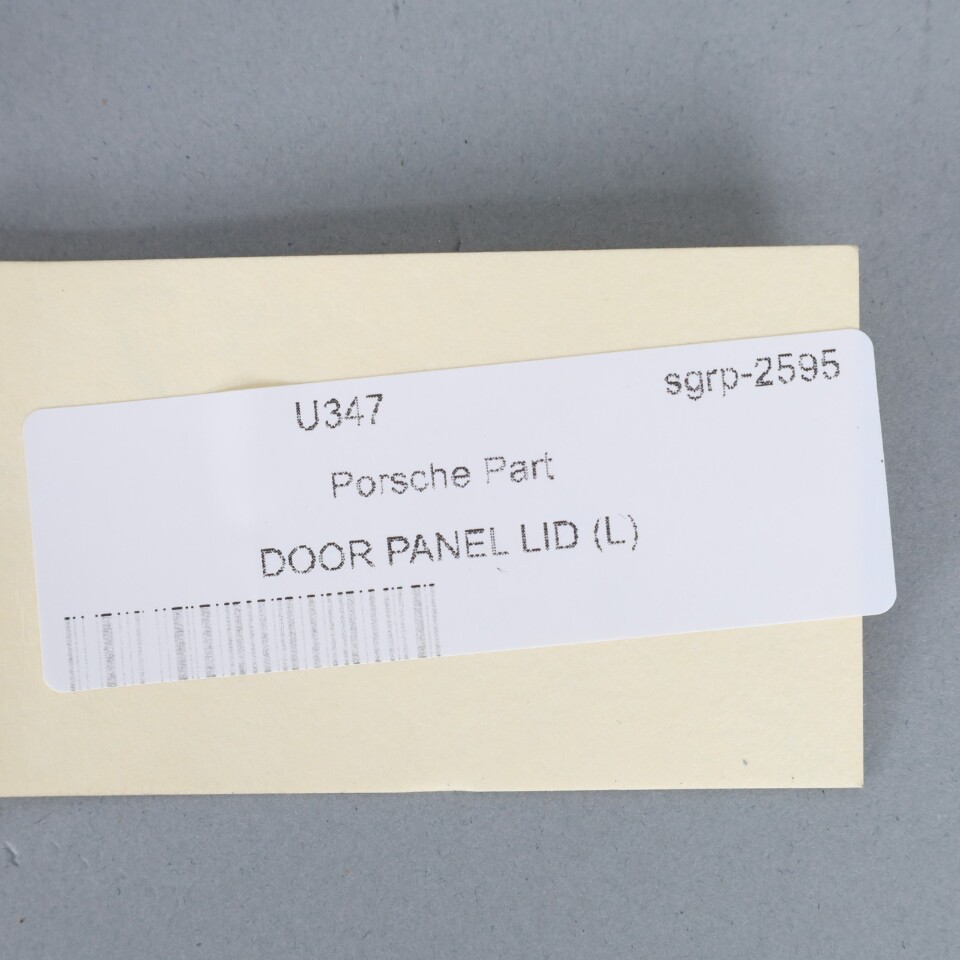 U347 sgrp-2595
Porsche Part
DOOR PANEL LID (L)